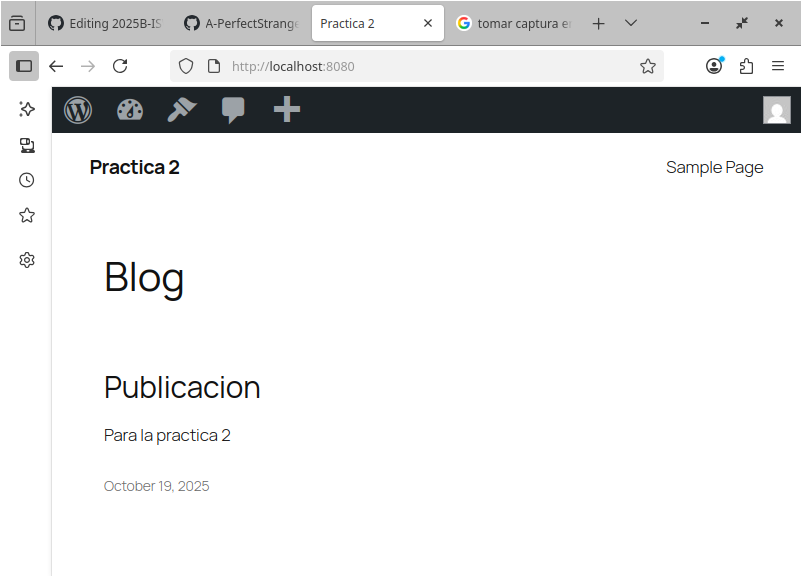 Editing 2025B-IS
A-PerfectStrange
Practica 2
tomar captura e
http://localhost:8080
Practica 2
Sample Page
Blog
Publicacion
Para la practica 2
October 19, 2025